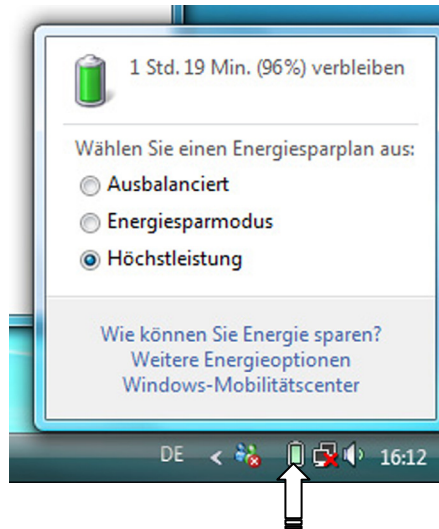 1 Std. 19 Min. (96%) verbleiben
Wählen Sie einen Energiesparplan aus:
Ausbalanciert
Energiesparmodus
Höchstleistung
Wie können Sie Energie sparen?
Weitere Energieoptionen
Windows-Mobilitätscenter
DE < 16:12